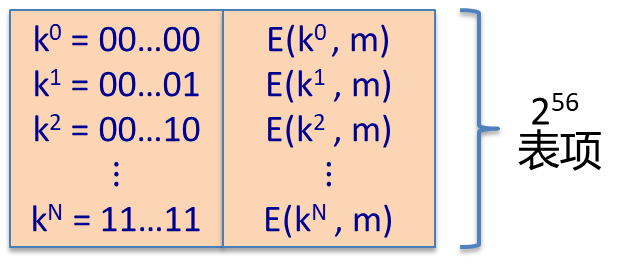 k⁰ = 00...00 E(k⁰ , m)
k¹ = 00...01 E(k¹ , m)
k² = 00...10 E(k² , m)
⋮ ⋮
kᴺ = 11...11 E(kᴺ , m)
2⁵⁶
表项